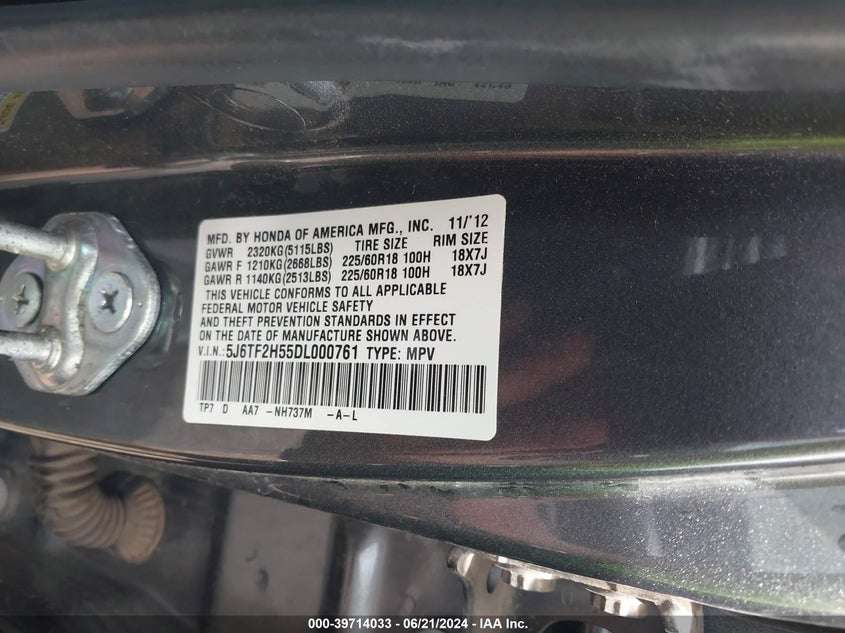 MFD. BY HONDA OF AMERICA MFG., INC. 11/'12
GVWR 2320KG(5115LBS) TIRE SIZE RIM SIZE
GAWR F 1210KG(2668LBS) 225/60R18 100H 18X7J
GAWR R 1140KG(2513LBS) 225/60R18 100H 18X7J
THIS VEHICLE CONFORMS TO ALL APPLICABLE
FEDERAL MOTOR VEHICLE SAFETY
AND THEFT PREVENTION STANDARDS IN EFFECT
ON THE DATE OF MANUFACTURE SHOWN ABOVE.
V.I.N.: 5J6TF2H55DL000761 TYPE: MPV
TP7 D AA7 -NH737M -A-L
000-39714033 - 06/21/2024 - IAA Inc.